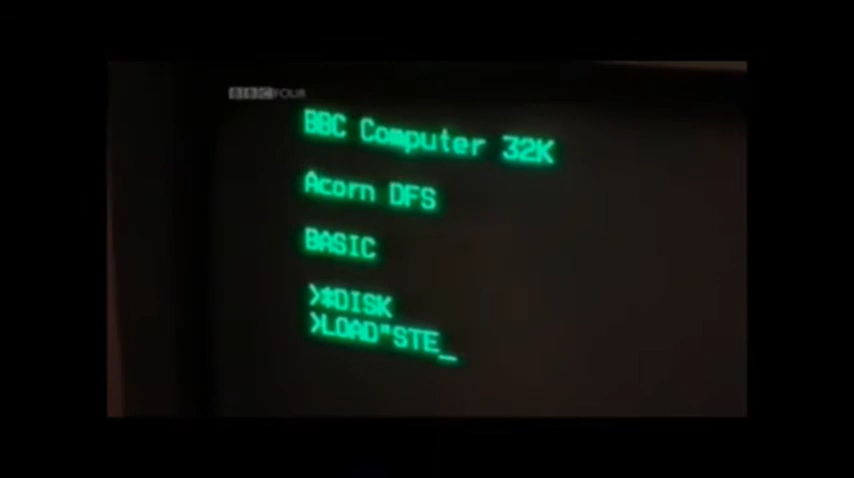 BBC FOUR
BBC Computer 32K
Acorn DFS
BASIC
>*DISK
>LOAD"STE_